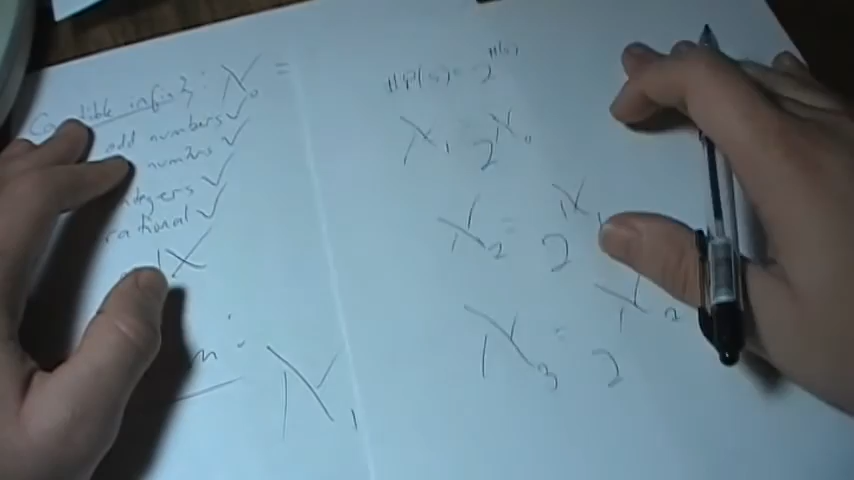 Countable infinity: ℵ₀ =
odd numbers ✓
numbers ✓
integers ✓
rational ✓
ℵ₁
|P(s)| = 2^|s|
ℵ₁ = 2^ℵ₀
ℵ₂ = 2^ℵ₁
ℵ₃ = 2^ℵ₂